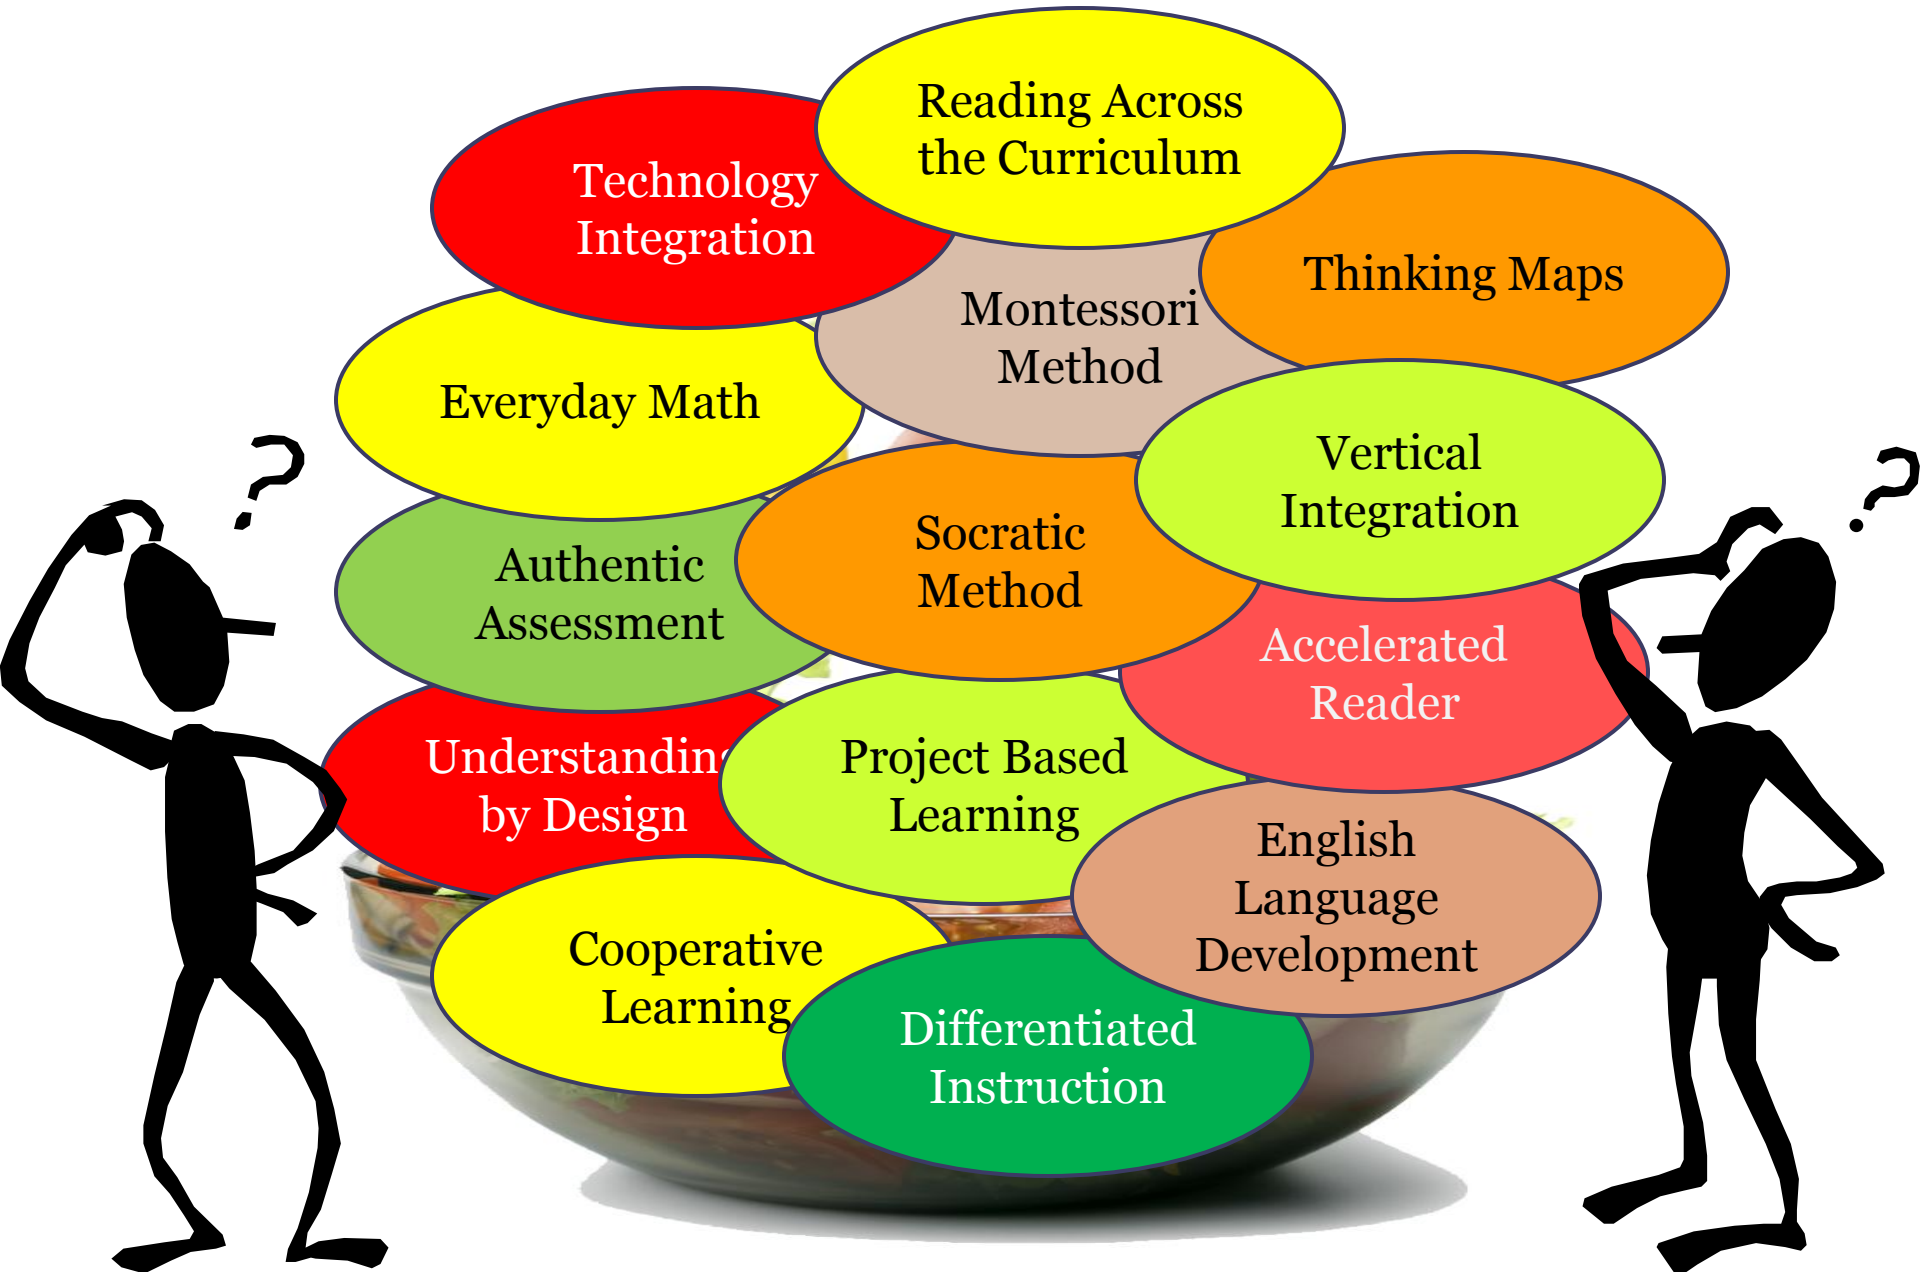 Reading Across
the Curriculum
Technology
Integration
Thinking Maps
Montessori
Method
Everyday Math
Vertical
Integration
Socratic
Method
Authentic
Assessment
Accelerated
Reader
Understanding
by Design
Project Based
Learning
English
Language
Development
Cooperative
Learning
Differentiated
Instruction
?
?